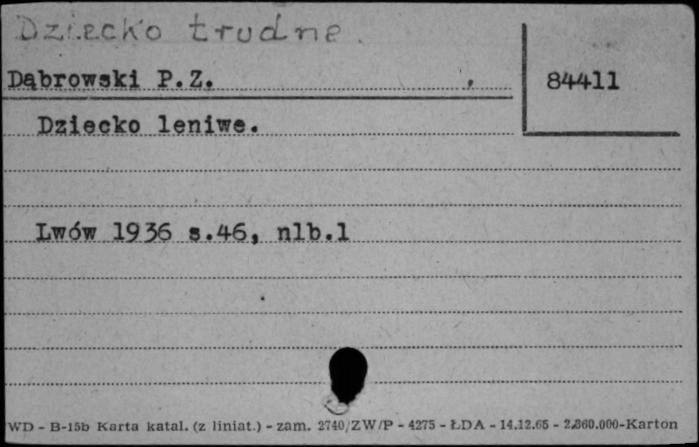 Dziecko trudne.
Dąbrowski P.Z.
84411
Dziecko leniwe.
Lwów 1936 s.46, nlb.1
WD - B-15b Karta katal. (z liniat.) - zam. 2740/ZW/P - 4275 - ŁDA - 14.12.65 - 2.860.000-Karton